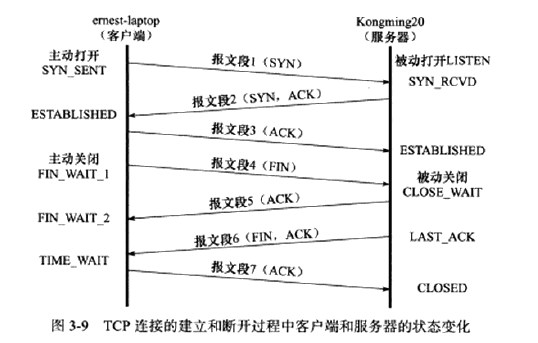 ernest-laptop Kongming20
（客户端） （服务器）
主动打开 报文段1（SYN） 被动打开LISTEN
SYN_SENT SYN_RCVD
报文段2（SYN，ACK）
ESTABLISHED
报文段3（ACK）
ESTABLISHED
主动关闭 报文段4（FIN）
FIN_WAIT_1 被动关闭
CLOSE_WAIT
报文段5（ACK）
FIN_WAIT_2
报文段6（FIN，ACK） LAST_ACK
TIME_WAIT
报文段7（ACK）
CLOSED
图 3-9 TCP 连接的建立和断开过程中客户端和服务器的状态变化